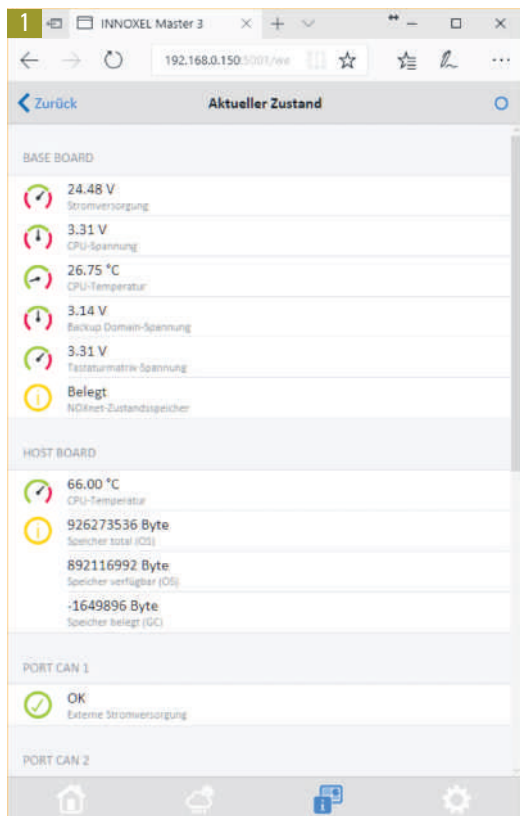 1
INNOXEL Master 3
192.168.0.150:5001/we
Zurück
Aktueller Zustand
BASE BOARD
24.48 V
Stromversorgung
3.31 V
CPU-Spannung
26.75 °C
CPU-Temperatur
3.14 V
Backup Domain-Spannung
3.31 V
Tastaturmatrix-Spannung
Belegt
NOXnet-Zustandsspeicher
HOST BOARD
66.00 °C
CPU-Temperatur
926273536 Byte
Speicher total (OS)
892116992 Byte
Speicher verfügbar (OS)
-1649896 Byte
Speicher belegt (GC)
PORT CAN 1
OK
Externe Stromversorgung
PORT CAN 2